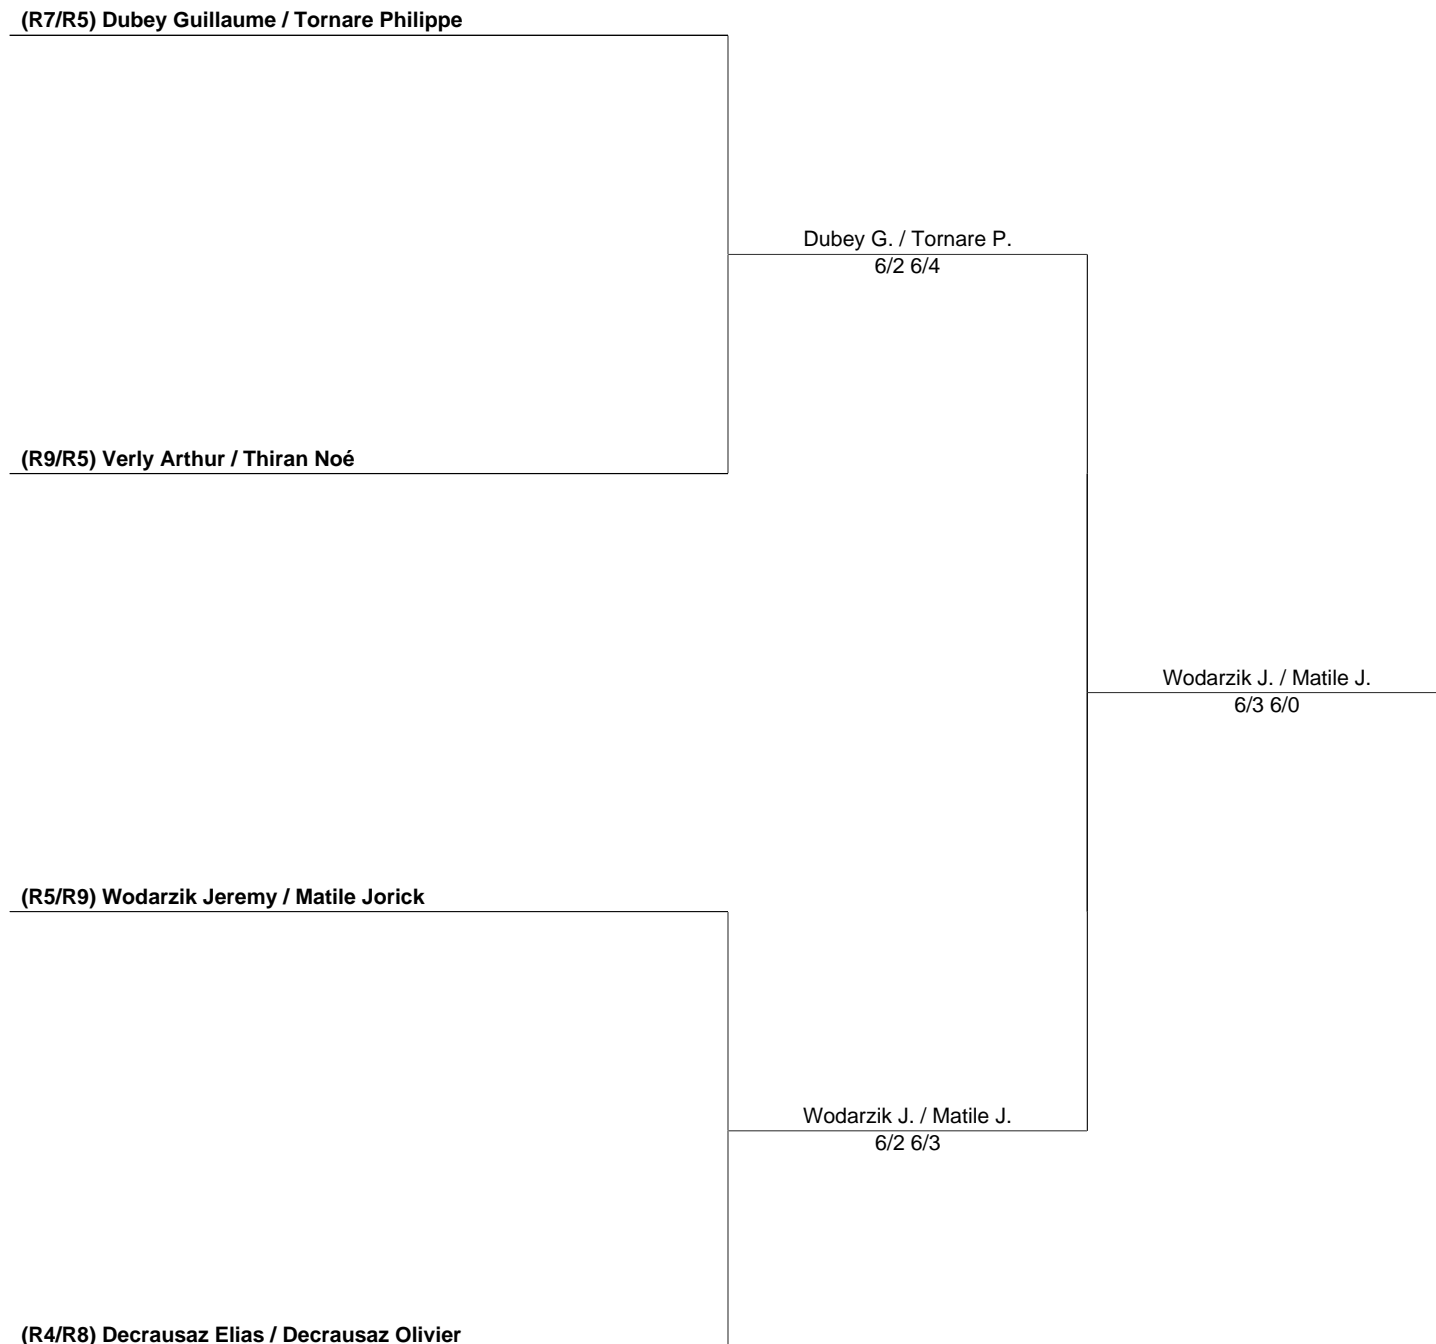 (R7/R5) Dubey Guillaume / Tornare Philippe
Dubey G. / Tornare P.
6/2 6/4
(R9/R5) Verly Arthur / Thiran Noé
Wodarzik J. / Matile J.
6/3 6/0
(R5/R9) Wodarzik Jeremy / Matile Jorick
Wodarzik J. / Matile J.
6/2 6/3
(R4/R8) Decrausaz Elias / Decrausaz Olivier